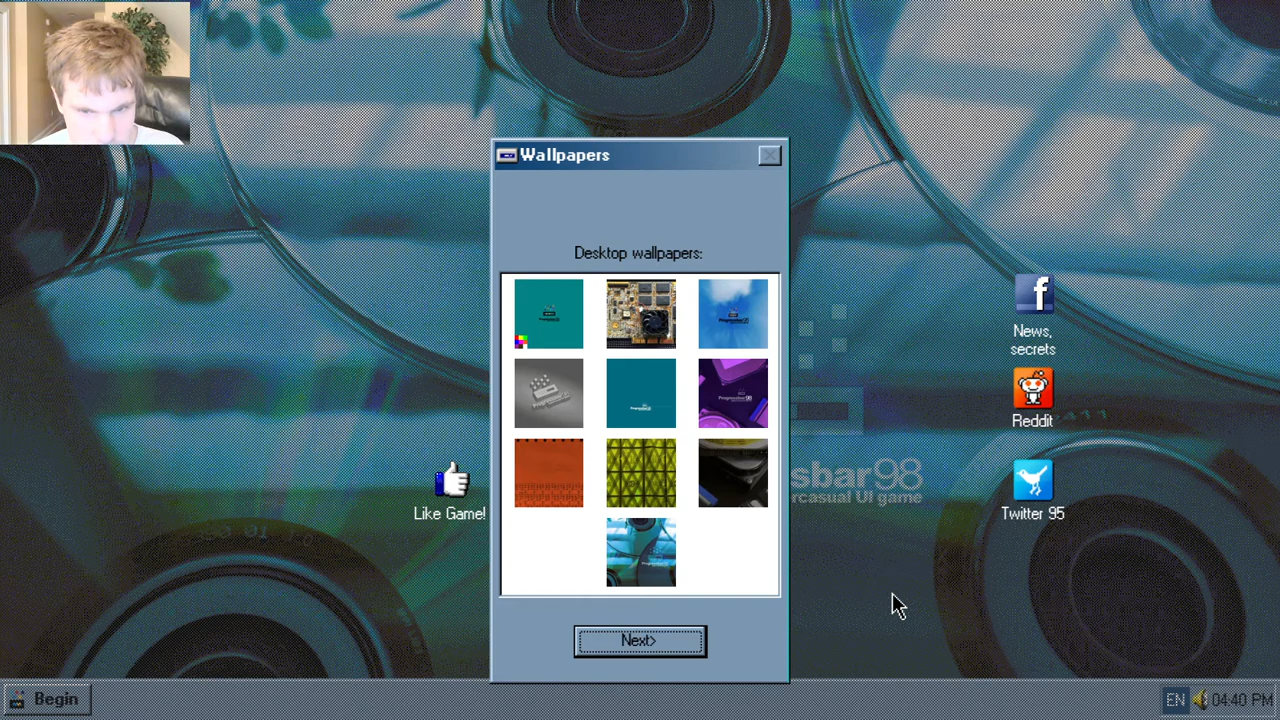 Wallpapers
Desktop wallpapers:
News,
secrets
Reddit
sbar98
rcasual UI game
Like Game!
Twitter 95
Next>
Begin
EN
04:40 PM